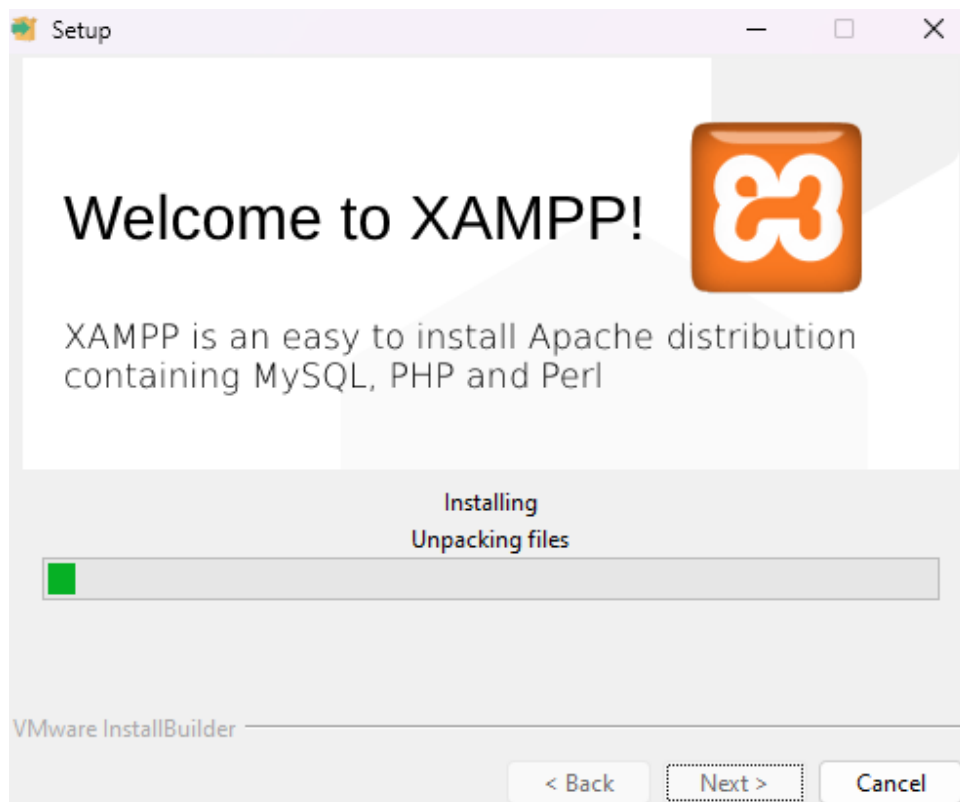 Setup
Welcome to XAMPP!
XAMPP is an easy to install Apache distribution
containing MySQL, PHP and Perl
Installing
Unpacking files
VMware InstallBuilder
< Back
Next >
Cancel